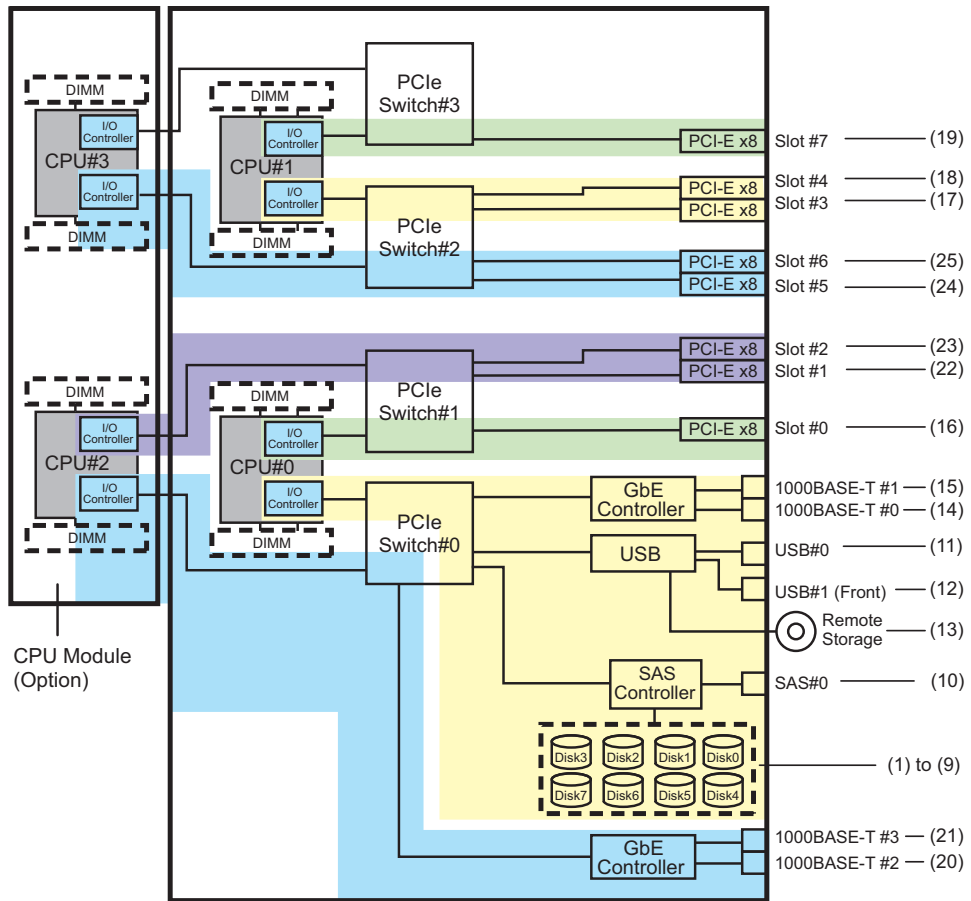 DIMM
I/O
Controller
CPU#3
I/O
Controller
DIMM
DIMM
I/O
Controller
CPU#1
I/O
Controller
DIMM
PCIe
Switch#3
PCIe
Switch#2
PCI-E x8 Slot #7 (19)
PCI-E x8 Slot #4 (18)
PCI-E x8 Slot #3 (17)
PCI-E x8 Slot #6 (25)
PCI-E x8 Slot #5 (24)
DIMM
I/O
Controller
CPU#2
I/O
Controller
DIMM
DIMM
I/O
Controller
CPU#0
I/O
Controller
DIMM
PCIe
Switch#1
PCIe
Switch#0
PCI-E x8 Slot #2 (23)
PCI-E x8 Slot #1 (22)
PCI-E x8 Slot #0 (16)
GbE
Controller
1000BASE-T #1 (15)
1000BASE-T #0 (14)
USB
USB#0 (11)
USB#1 (Front) (12)
Remote
Storage
(13)
SAS
Controller
SAS#0 (10)
Disk3 Disk2 Disk1 Disk0
Disk7 Disk6 Disk5 Disk4
(1) to (9)
GbE
Controller
1000BASE-T #3 (21)
1000BASE-T #2 (20)
CPU Module
(Option)